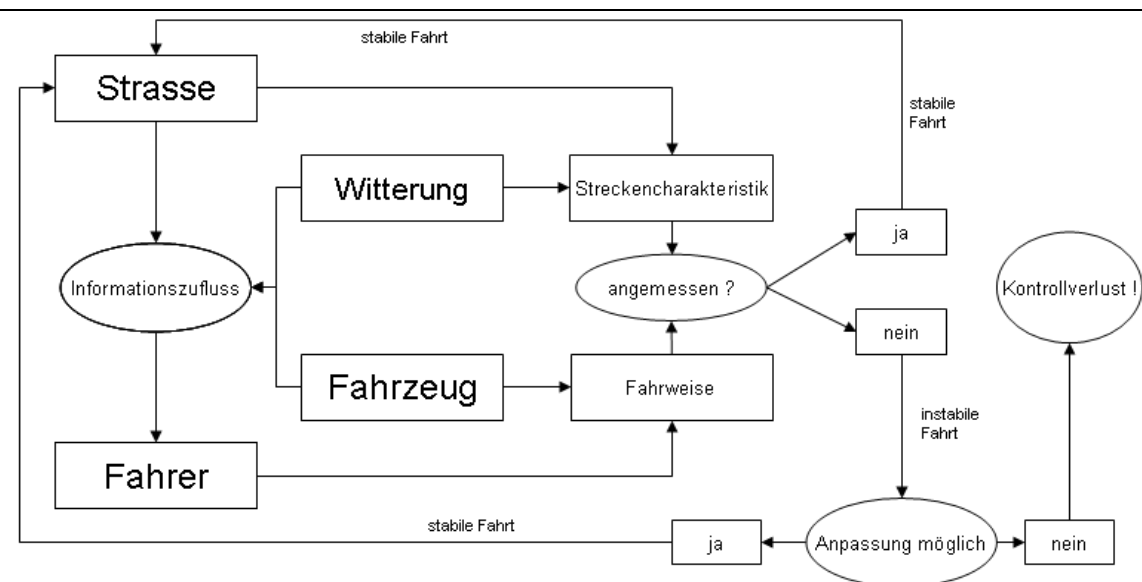 stabile Fahrt
Strasse
stabile
Fahrt
Witterung
Streckencharakteristik
ja
Informationszufluss
angemessen ?
Kontrollverlust !
nein
Fahrzeug
Fahrweise
instabile
Fahrt
Fahrer
stabile Fahrt
ja
Anpassung möglich
nein